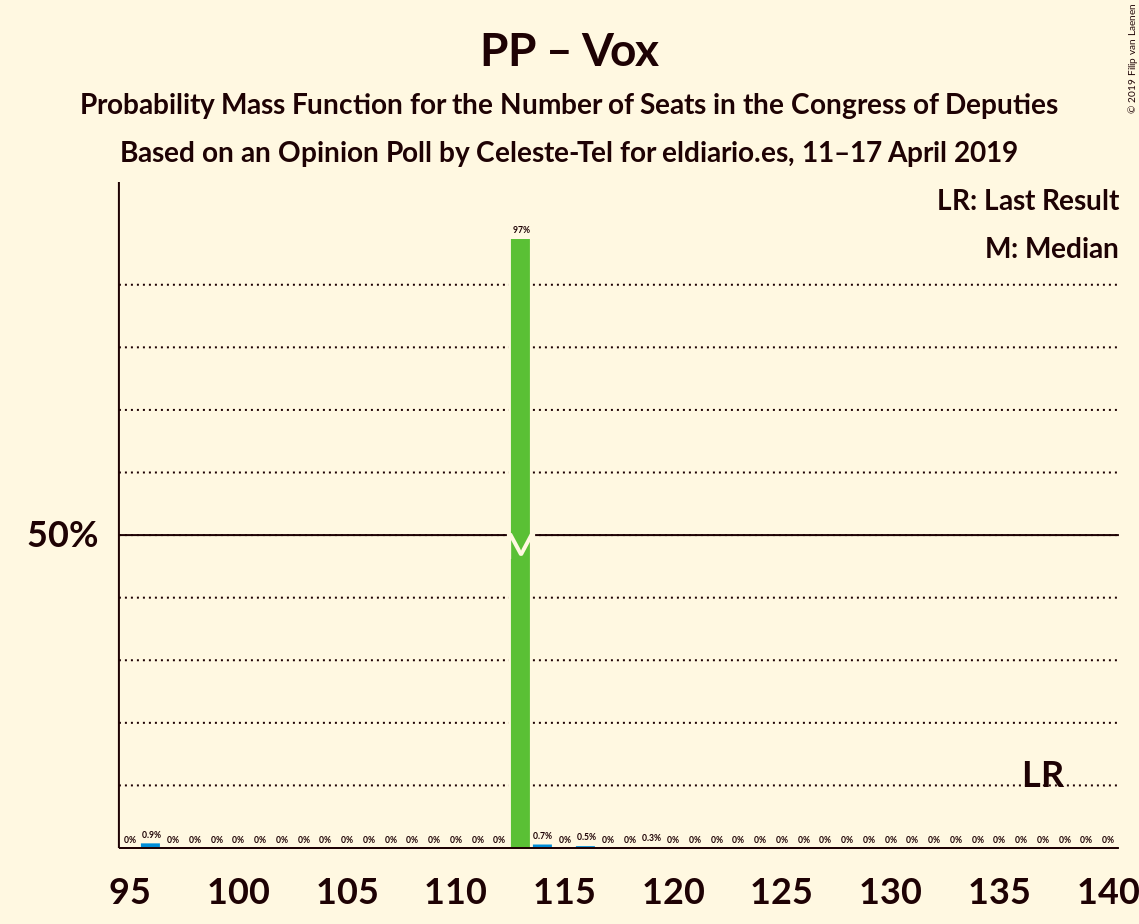 PP – Vox
Probability Mass Function for the Number of Seats in the Congress of Deputies
Based on an Opinion Poll by Celeste-Tel for eldiario.es, 11–17 April 2019
© 2019 Filip van Laenen
LR: Last Result
M: Median
97%
50%
LR
0% 0.9% 0% 0% 0% 0% 0% 0% 0% 0% 0% 0% 0% 0% 0% 0% 0% 0% 0.7% 0% 0.5% 0% 0% 0.3% 0% 0% 0% 0% 0% 0% 0% 0% 0% 0% 0% 0% 0% 0% 0% 0% 0% 0% 0% 0% 0%
95 100 105 110 115 120 125 130 135 140